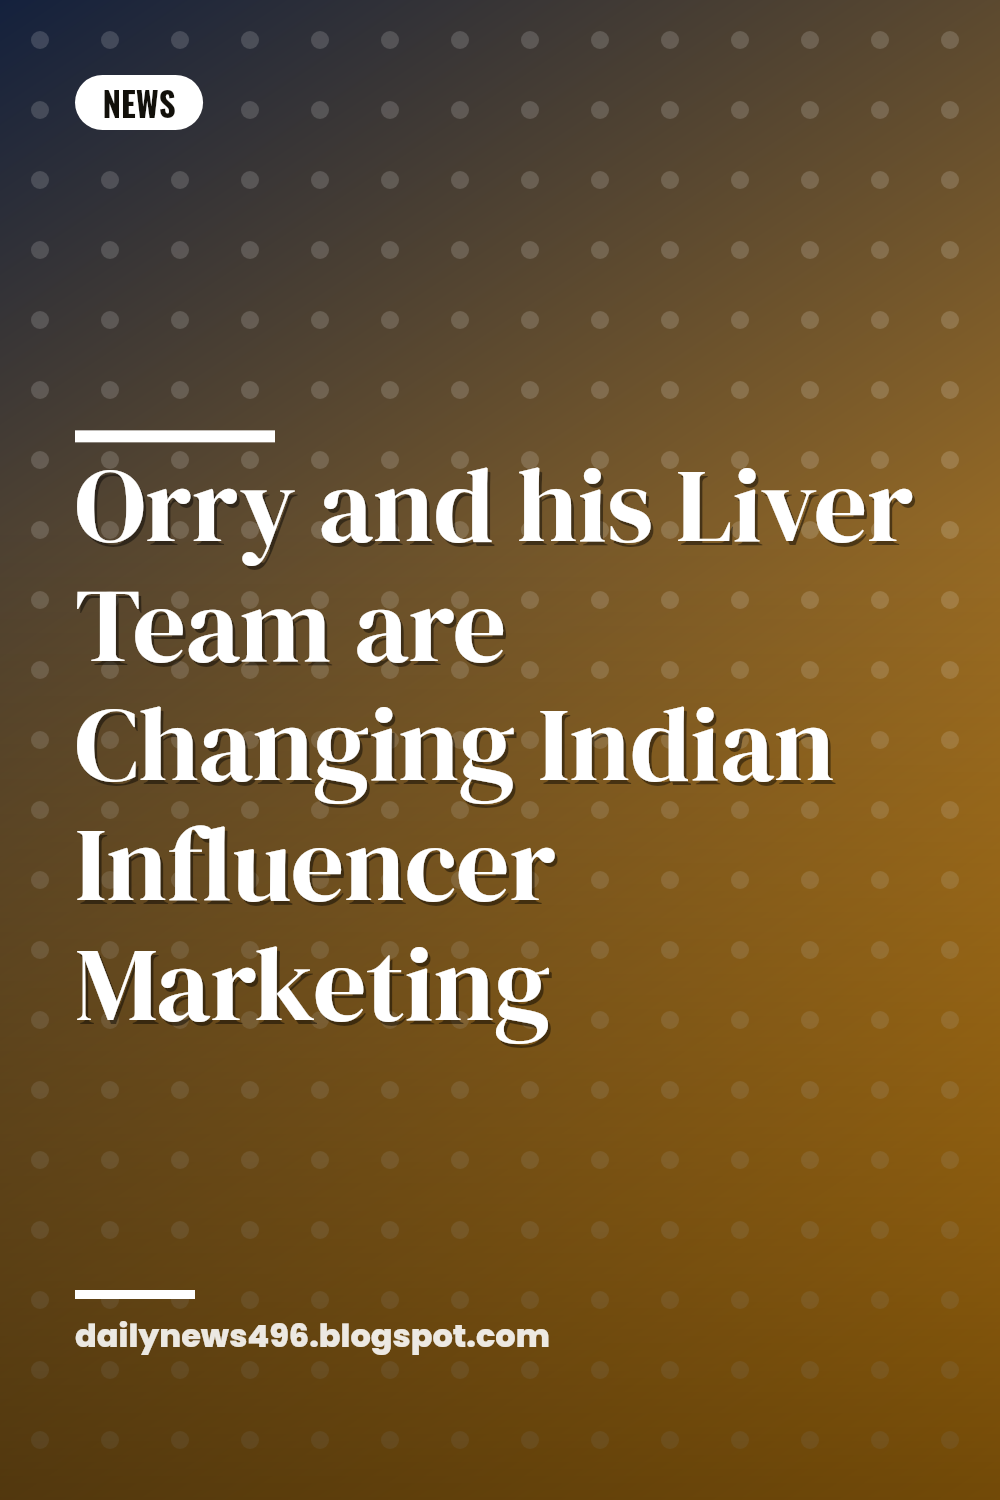 NEWS
Orry and his Liver
Team are
Changing Indian
Influencer
Marketing
dailynews496.blogspot.com